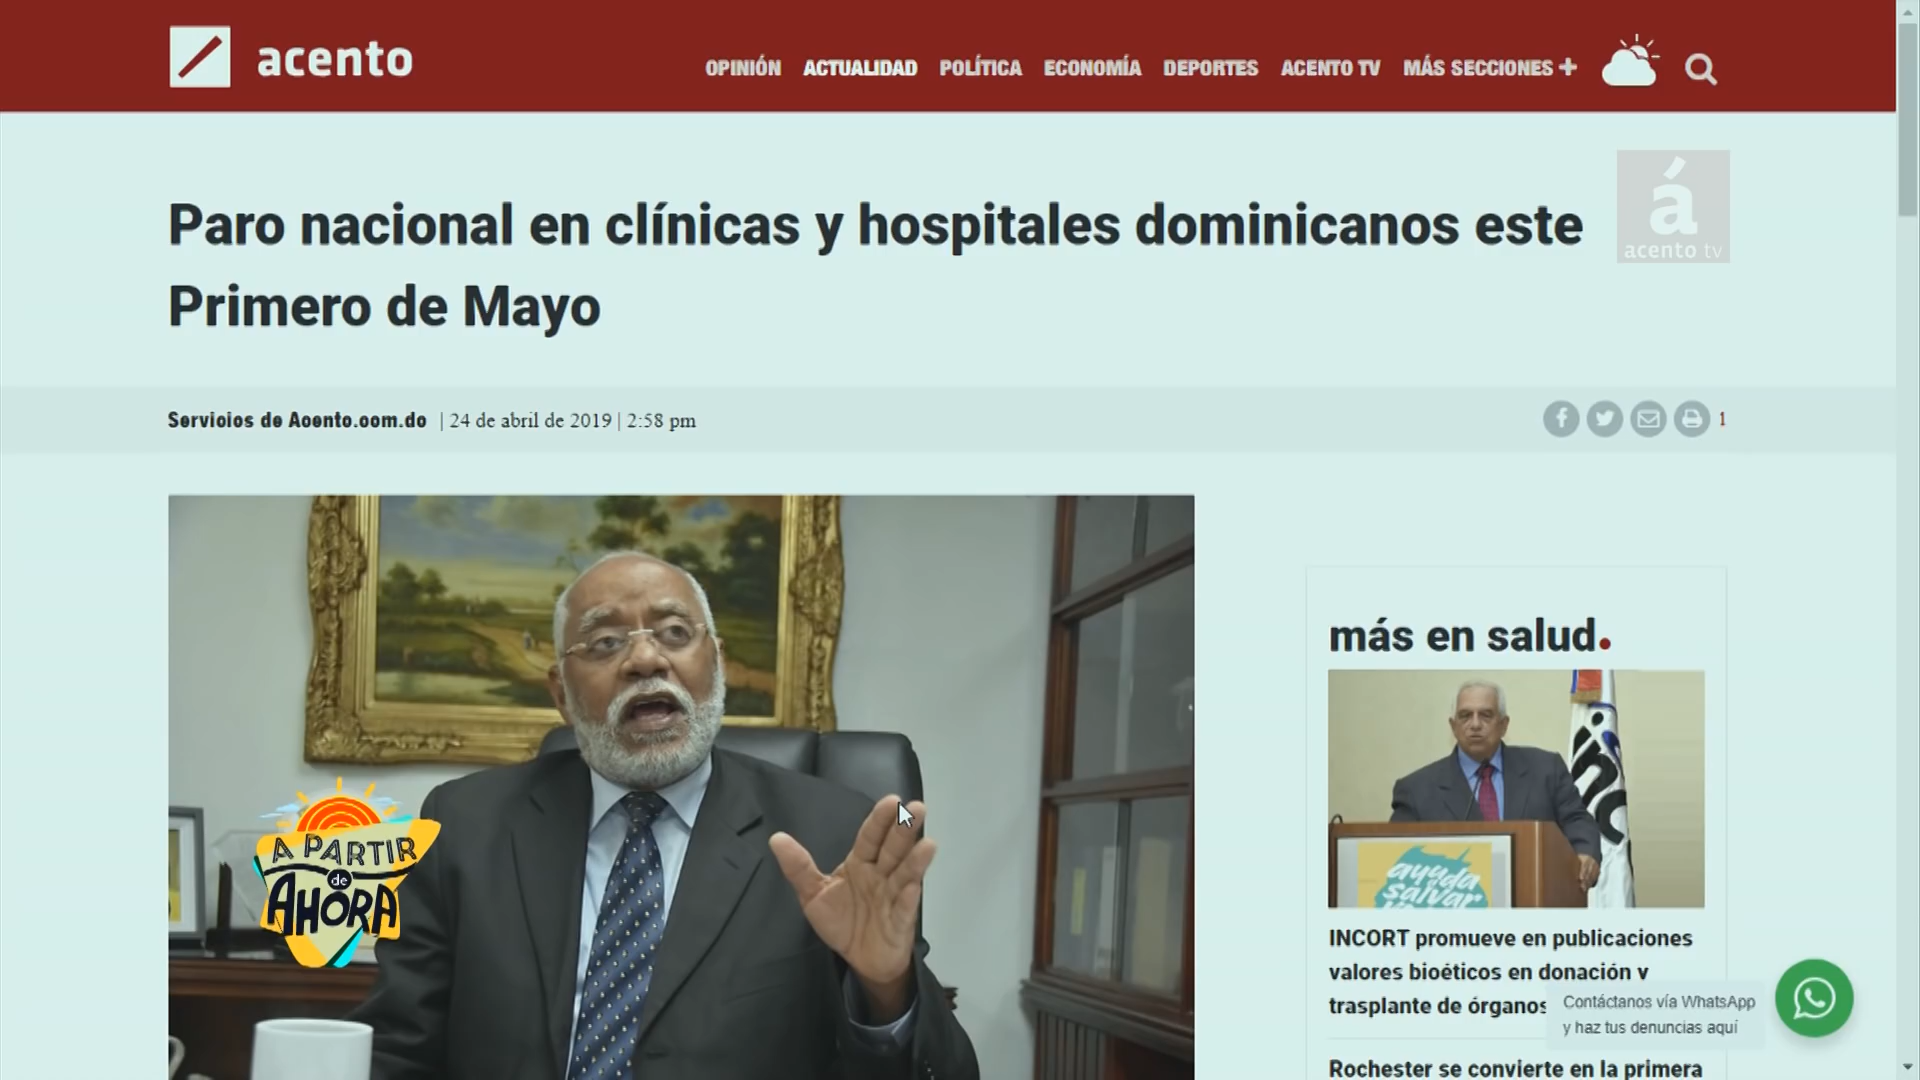 acento
OPINIÓN ACTUALIDAD POLÍTICA ECONOMÍA DEPORTES ACENTO TV MÁS SECCIONES +
á
acento tv
Paro nacional en clínicas y hospitales dominicanos este
Primero de Mayo
Servicios de Acento.com.do | 24 de abril de 2019 | 2:58 pm
1
más en salud.
A PARTIR
de
AHORA
ayuda
salvar
INCORT promueve en publicaciones
valores bioéticos en donación y
trasplante de órganos
Contáctanos vía WhatsApp
y haz tus denuncias aquí
Rochester se convierte en la primera